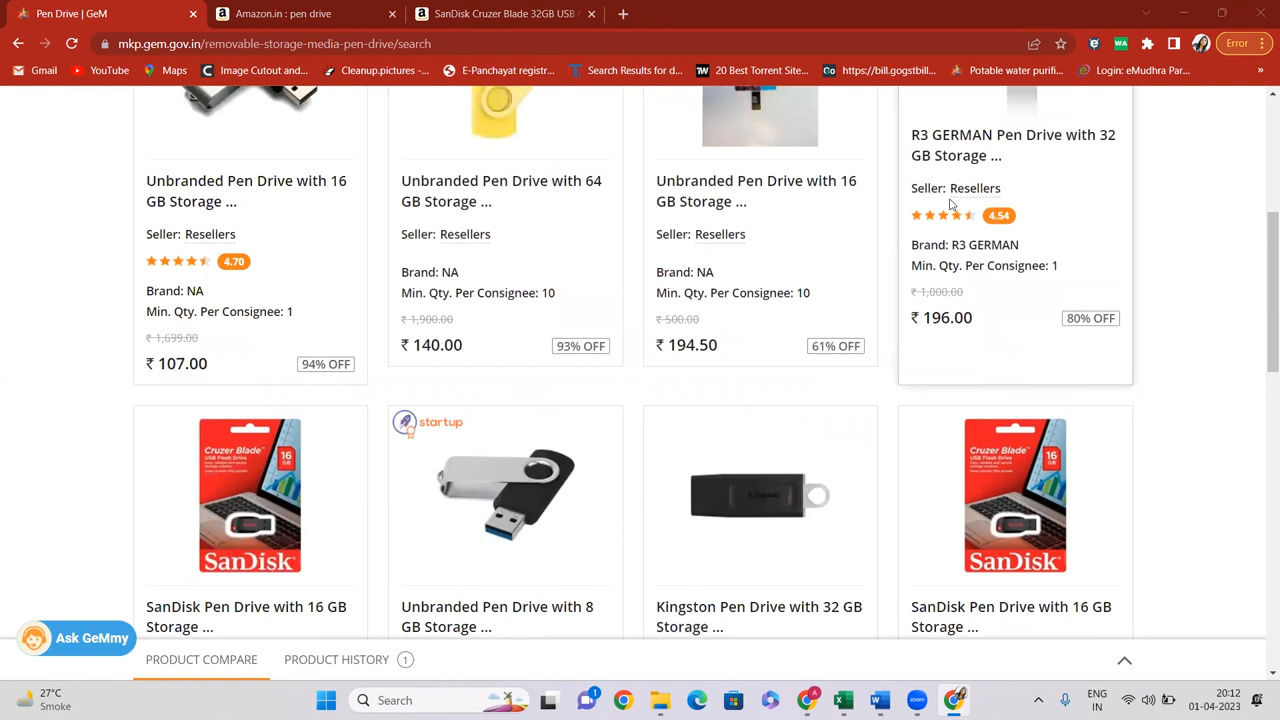 Pen Drive | GeM
Amazon.in : pen drive
SanDisk Cruzer Blade 32GB USB F
mkp.gem.gov.in/removable-storage-media-pen-drive/search
Error
Gmail
YouTube
Maps
Image Cutout and...
Cleanup.pictures -...
E-Panchayat registr...
Search Results for d...
20 Best Torrent Site...
https://bill.gogstbill...
Potable water purifi...
Login: eMudhra Par...
»
Unbranded Pen Drive with 16
GB Storage ...
Seller: Resellers
4.70
Brand: NA
Min. Qty. Per Consignee: 1
₹ 1,699.00
₹ 107.00
94% OFF
Unbranded Pen Drive with 64
GB Storage ...
Seller: Resellers
Brand: NA
Min. Qty. Per Consignee: 10
₹ 1,900.00
₹ 140.00
93% OFF
Unbranded Pen Drive with 16
GB Storage ...
Seller: Resellers
Brand: NA
Min. Qty. Per Consignee: 10
₹ 500.00
₹ 194.50
61% OFF
R3 GERMAN Pen Drive with 32
GB Storage ...
Seller: Resellers
4.54
Brand: R3 GERMAN
Min. Qty. Per Consignee: 1
₹ 1,000.00
₹ 196.00
80% OFF
Cruzer Blade
USB Flash Drive
16
GB
SanDisk
SanDisk Pen Drive with 16 GB
Storage ...
startup
Unbranded Pen Drive with 8
GB Storage ...
Kingston Pen Drive with 32 GB
Storage ...
Cruzer Blade
USB Flash Drive
16
GB
SanDisk
SanDisk Pen Drive with 16 GB
Storage ...
Ask GeMmy
PRODUCT COMPARE
PRODUCT HISTORY 1
27°C
Smoke
Search
1
A
zoom
ENG
IN
20:12
01-04-2023